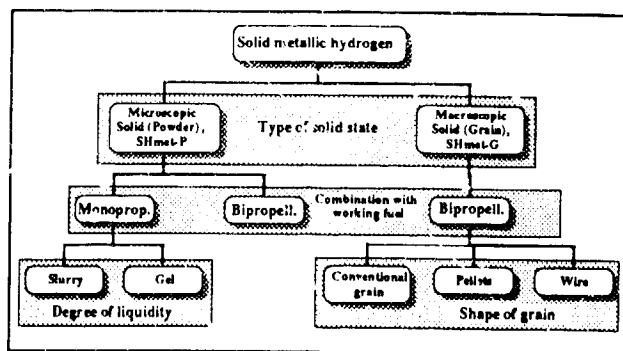 Solid metallic hydrogen
Microscopic
Solid (Powder),
SHmet-P
Type of solid state
Macroscopic
Solid (Grain),
SHmet-G
Monoprop.
Bipropell.
Combination with
working fuel
Bipropell.
Slurry
Gel
Degree of liquidity
Conventional
grain
Pellets
Wire
Shape of grain